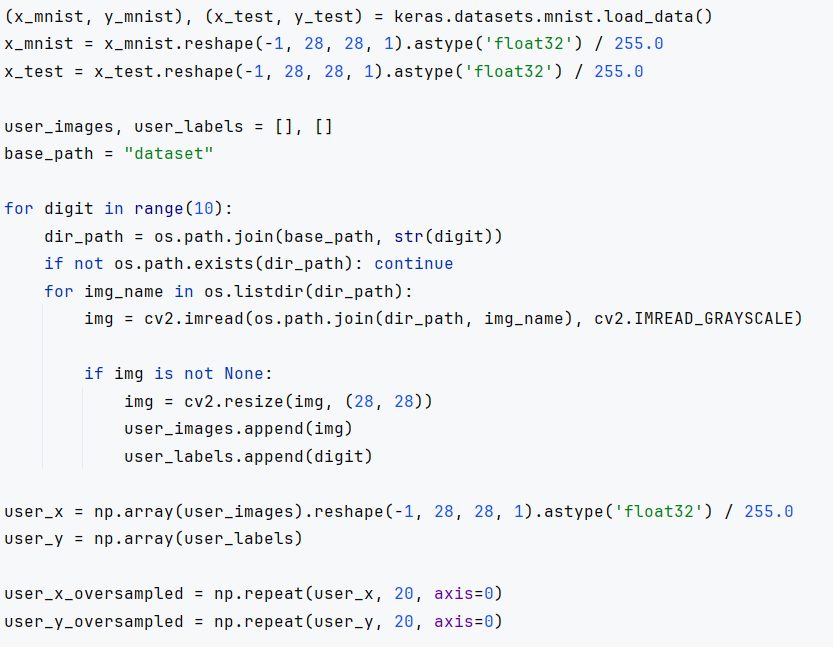 (x_mnist, y_mnist), (x_test, y_test) = keras.datasets.mnist.load_data()
x_mnist = x_mnist.reshape(-1, 28, 28, 1).astype('float32') / 255.0
x_test = x_test.reshape(-1, 28, 28, 1).astype('float32') / 255.0

user_images, user_labels = [], []
base_path = "dataset"

for digit in range(10):
    dir_path = os.path.join(base_path, str(digit))
    if not os.path.exists(dir_path): continue
    for img_name in os.listdir(dir_path):
        img = cv2.imread(os.path.join(dir_path, img_name), cv2.IMREAD_GRAYSCALE)

        if img is not None:
            img = cv2.resize(img, (28, 28))
            user_images.append(img)
            user_labels.append(digit)

user_x = np.array(user_images).reshape(-1, 28, 28, 1).astype('float32') / 255.0
user_y = np.array(user_labels)

user_x_oversampled = np.repeat(user_x, 20, axis=0)
user_y_oversampled = np.repeat(user_y, 20, axis=0)